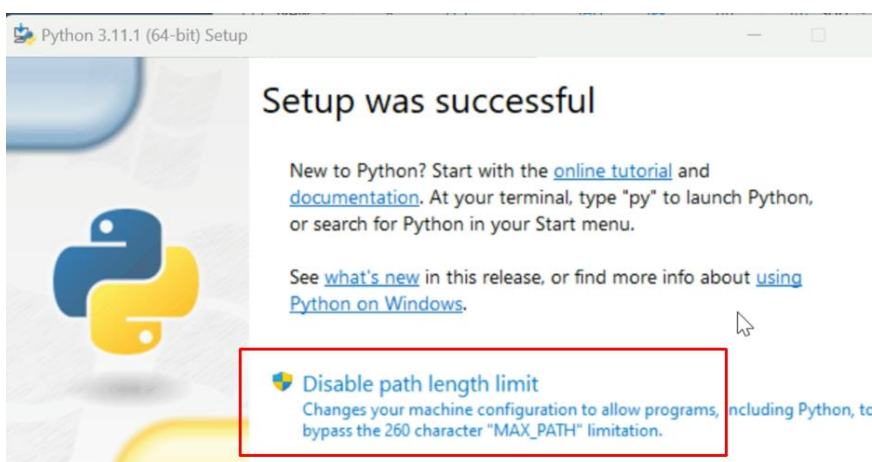 Python 3.11.1 (64-bit) Setup
Setup was successful
New to Python? Start with the online tutorial and
documentation. At your terminal, type "py" to launch Python,
or search for Python in your Start menu.
See what's new in this release, or find more info about using
Python on Windows.
Disable path length limit
Changes your machine configuration to allow programs, including Python, to
bypass the 260 character "MAX_PATH" limitation.